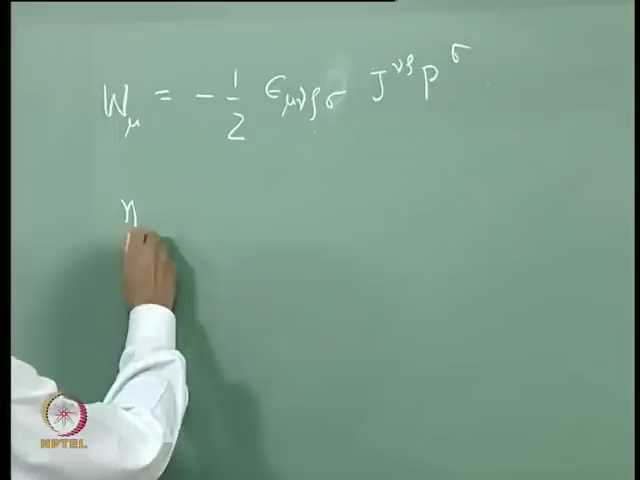 W_μ = - 1/2 ϵ_μνρσ J^νρ P^σ
η
NPTEL